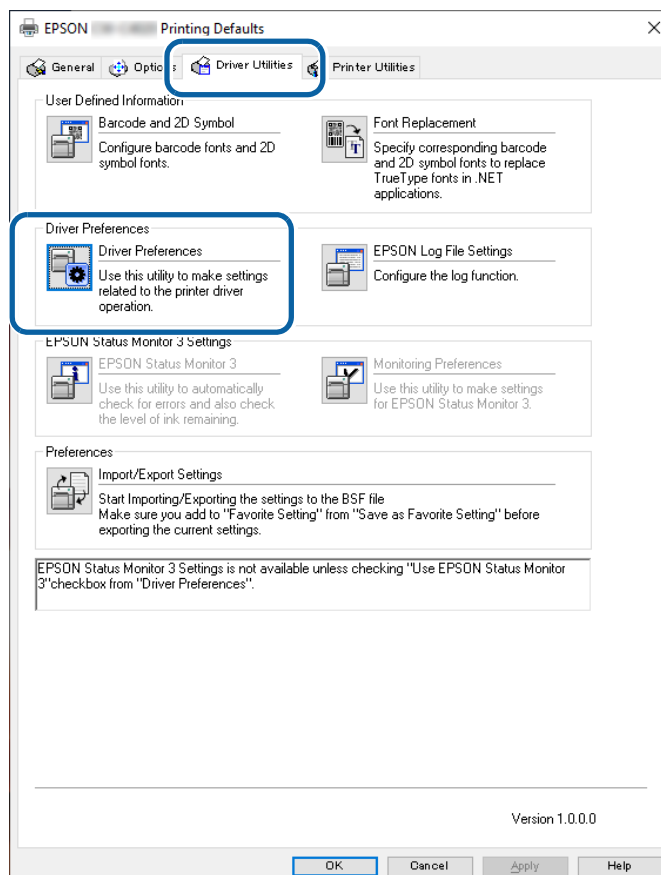 EPSON Printing Defaults
General
Driver Utilities
Printer Utilities
User Defined Information
Barcode and 2D Symbol
Configure barcode fonts and 2D
symbol fonts.
Font Replacement
Specify corresponding barcode
and 2D symbol fonts to replace
TrueType fonts in .NET
applications.
Driver Preferences
Driver Preferences
Use this utility to make settings
related to the printer driver
operation.
EPSON Log File Settings
Configure the log function.
EPSON Status Monitor 3 Settings
EPSON Status Monitor 3
Use this utility to automatically
check for errors and also check
the level of ink remaining.
Monitoring Preferences
Use this utility to make settings
for EPSON Status Monitor 3.
Preferences
Import/Export Settings
Start Importing/Exporting the settings to the BSF file
Make sure you add to "Favorite Setting" from "Save as Favorite Setting" before
exporting the current settings.
EPSON Status Monitor 3 Settings is not available unless checking "Use EPSON Status Monitor
3"checkbox from "Driver Preferences".
Version 1.0.0.0
OK
Cancel
Apply
Help